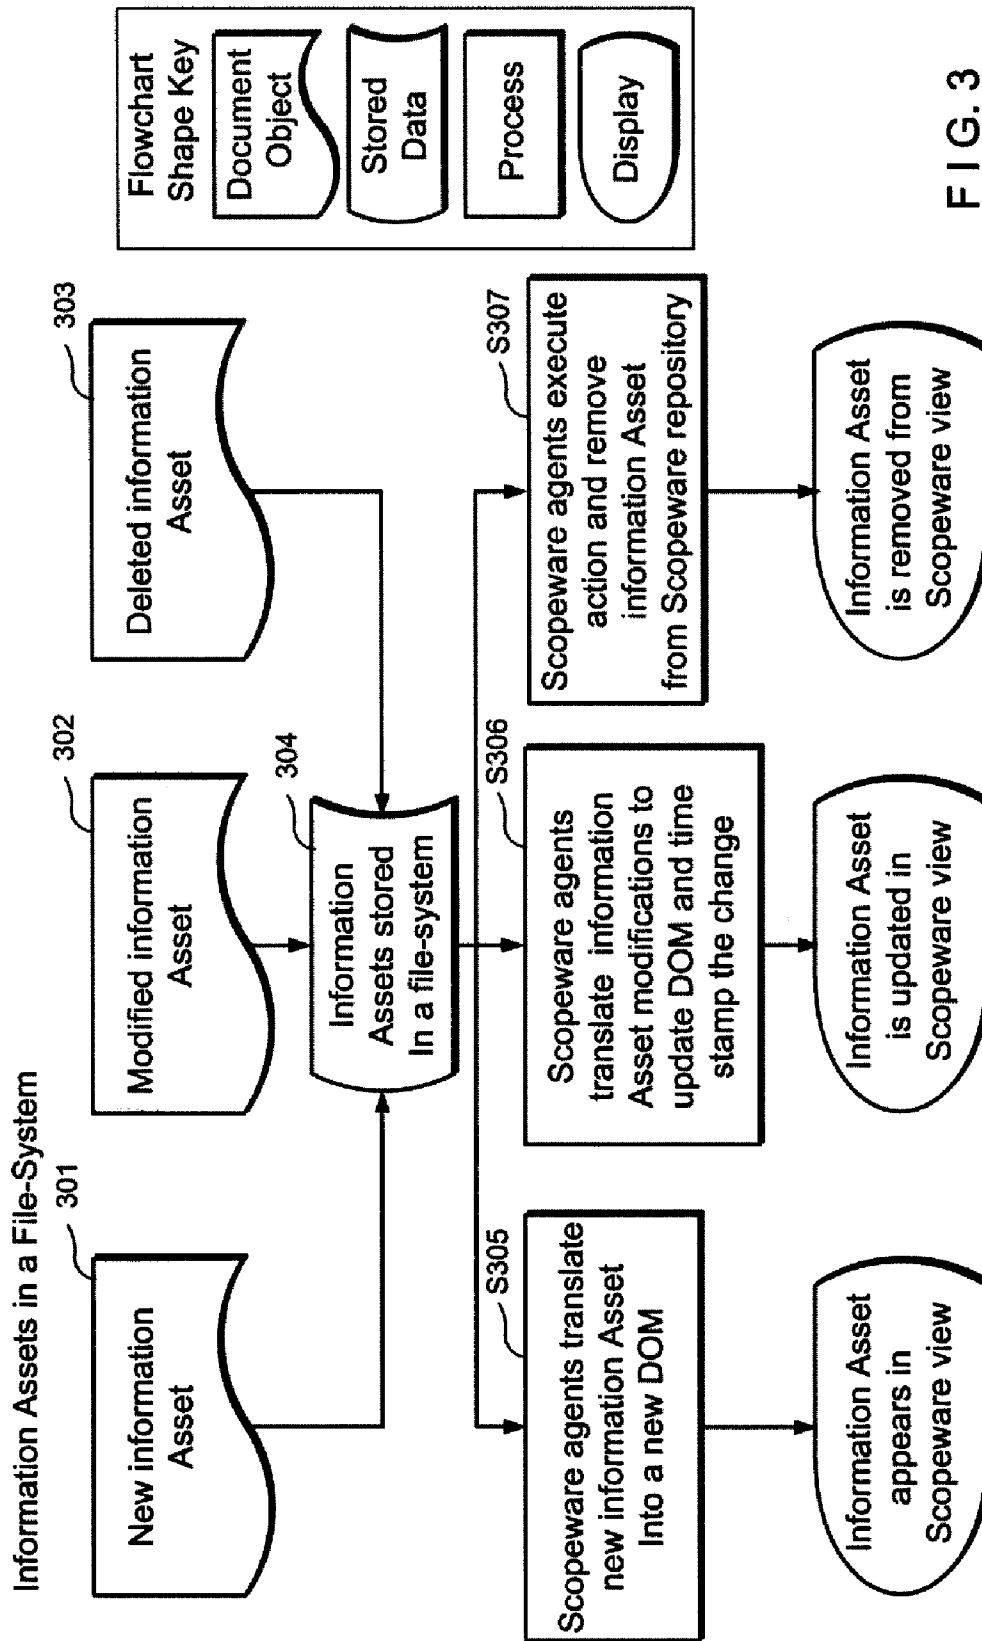 Information Assets in a File-System
301
New information
Asset
302
Modified information
Asset
303
Deleted information
Asset
304
Information
Assets stored
In a file-system
S305
Scopeware agents translate
new information Asset
Into a new DOM
S306
Scopeware agents
translate information
Asset modifications to
update DOM and time
stamp the change
S307
Scopeware agents execute
action and remove
information Asset
from Scopeware repository
Information Asset
appears in
Scopeware view
Information Asset
is updated in
Scopeware view
Information Asset
is removed from
Scopeware view
Flowchart
Shape Key
Document
Object
Stored
Data
Process
Display
FIG. 3